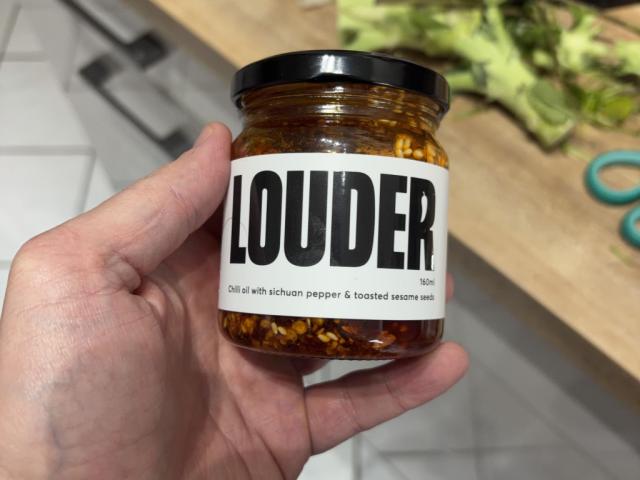 LOUDER.
160ml
Chilli oil with sichuan pepper & toasted sesame seeds